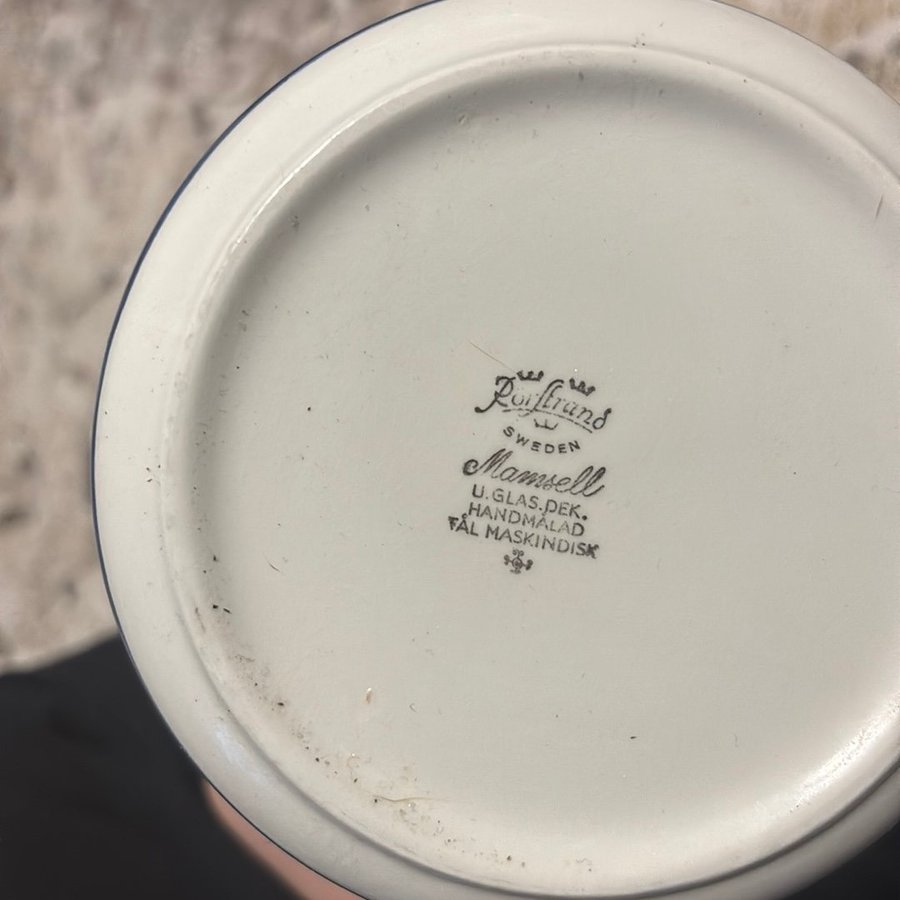 Rörstrand
SWEDEN
Mamsell
U.GLAS.DEK.
HANDMÅLAD
TÅL MASKINDISK